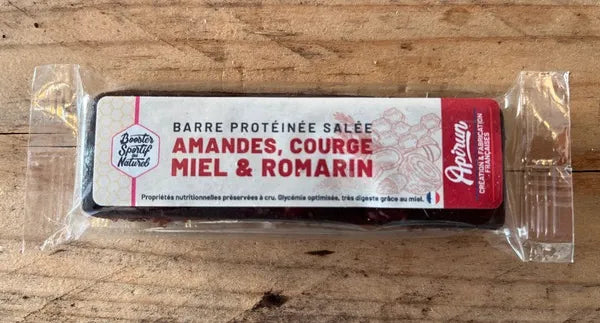 Booster
Sportif
100%
Naturel
BARRE PROTÉINÉE SALÉE
AMANDES, COURGE
MIEL & ROMARIN
Propriétés nutritionnelles préservées à cru. Glycémie optimisée, très digeste grâce au miel.
Apirun
CRÉATION & FABRICATION
FRANÇAISES